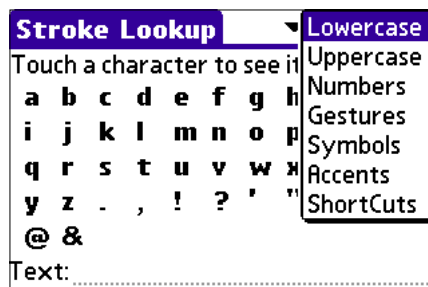 Stroke Lookup
Lowercase
Uppercase
Numbers
Gestures
Symbols
Accents
ShortCuts
Touch a character to see it
a b c d e f g h
i j k l m n o p
q r s t u v w x
y z . , ! ? ' "
@ &
Text: